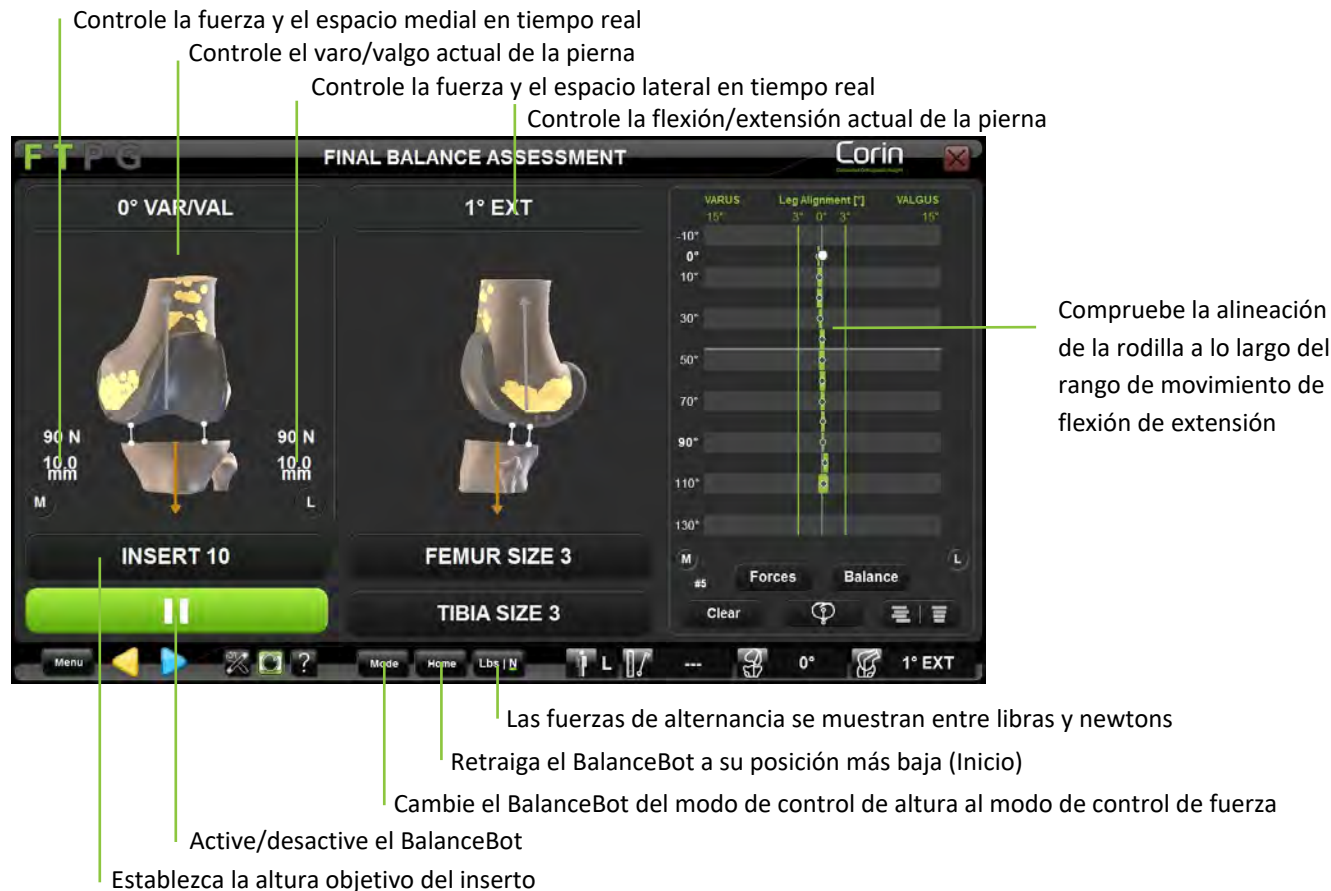 Controle la fuerza y el espacio medial en tiempo real
Controle el varo/valgo actual de la pierna
Controle la fuerza y el espacio lateral en tiempo real
Controle la flexión/extensión actual de la pierna
F T P G
FINAL BALANCE ASSESSMENT
Corin
0° VAR/VAL
1° EXT
VARUS Leg Alignment [°] VALGUS
15° 3° 0° 3° 15°
-10°
0°
10°
30°
50°
70°
90°
110°
130°
90 N
10.0
mm
M
90 N
10.0
mm
L
Compruebe la alineación
de la rodilla a lo largo del
rango de movimiento de
flexión de extensión
INSERT 10
FEMUR SIZE 3
TIBIA SIZE 3
M
L
#5
Forces
Balance
Clear
Menu
?
Mode
Home
Lbs | N
L
---
0°
1° EXT
Las fuerzas de alternancia se muestran entre libras y newtons
Retraiga el BalanceBot a su posición más baja (Inicio)
Cambie el BalanceBot del modo de control de altura al modo de control de fuerza
Active/desactive el BalanceBot
Establezca la altura objetivo del inserto